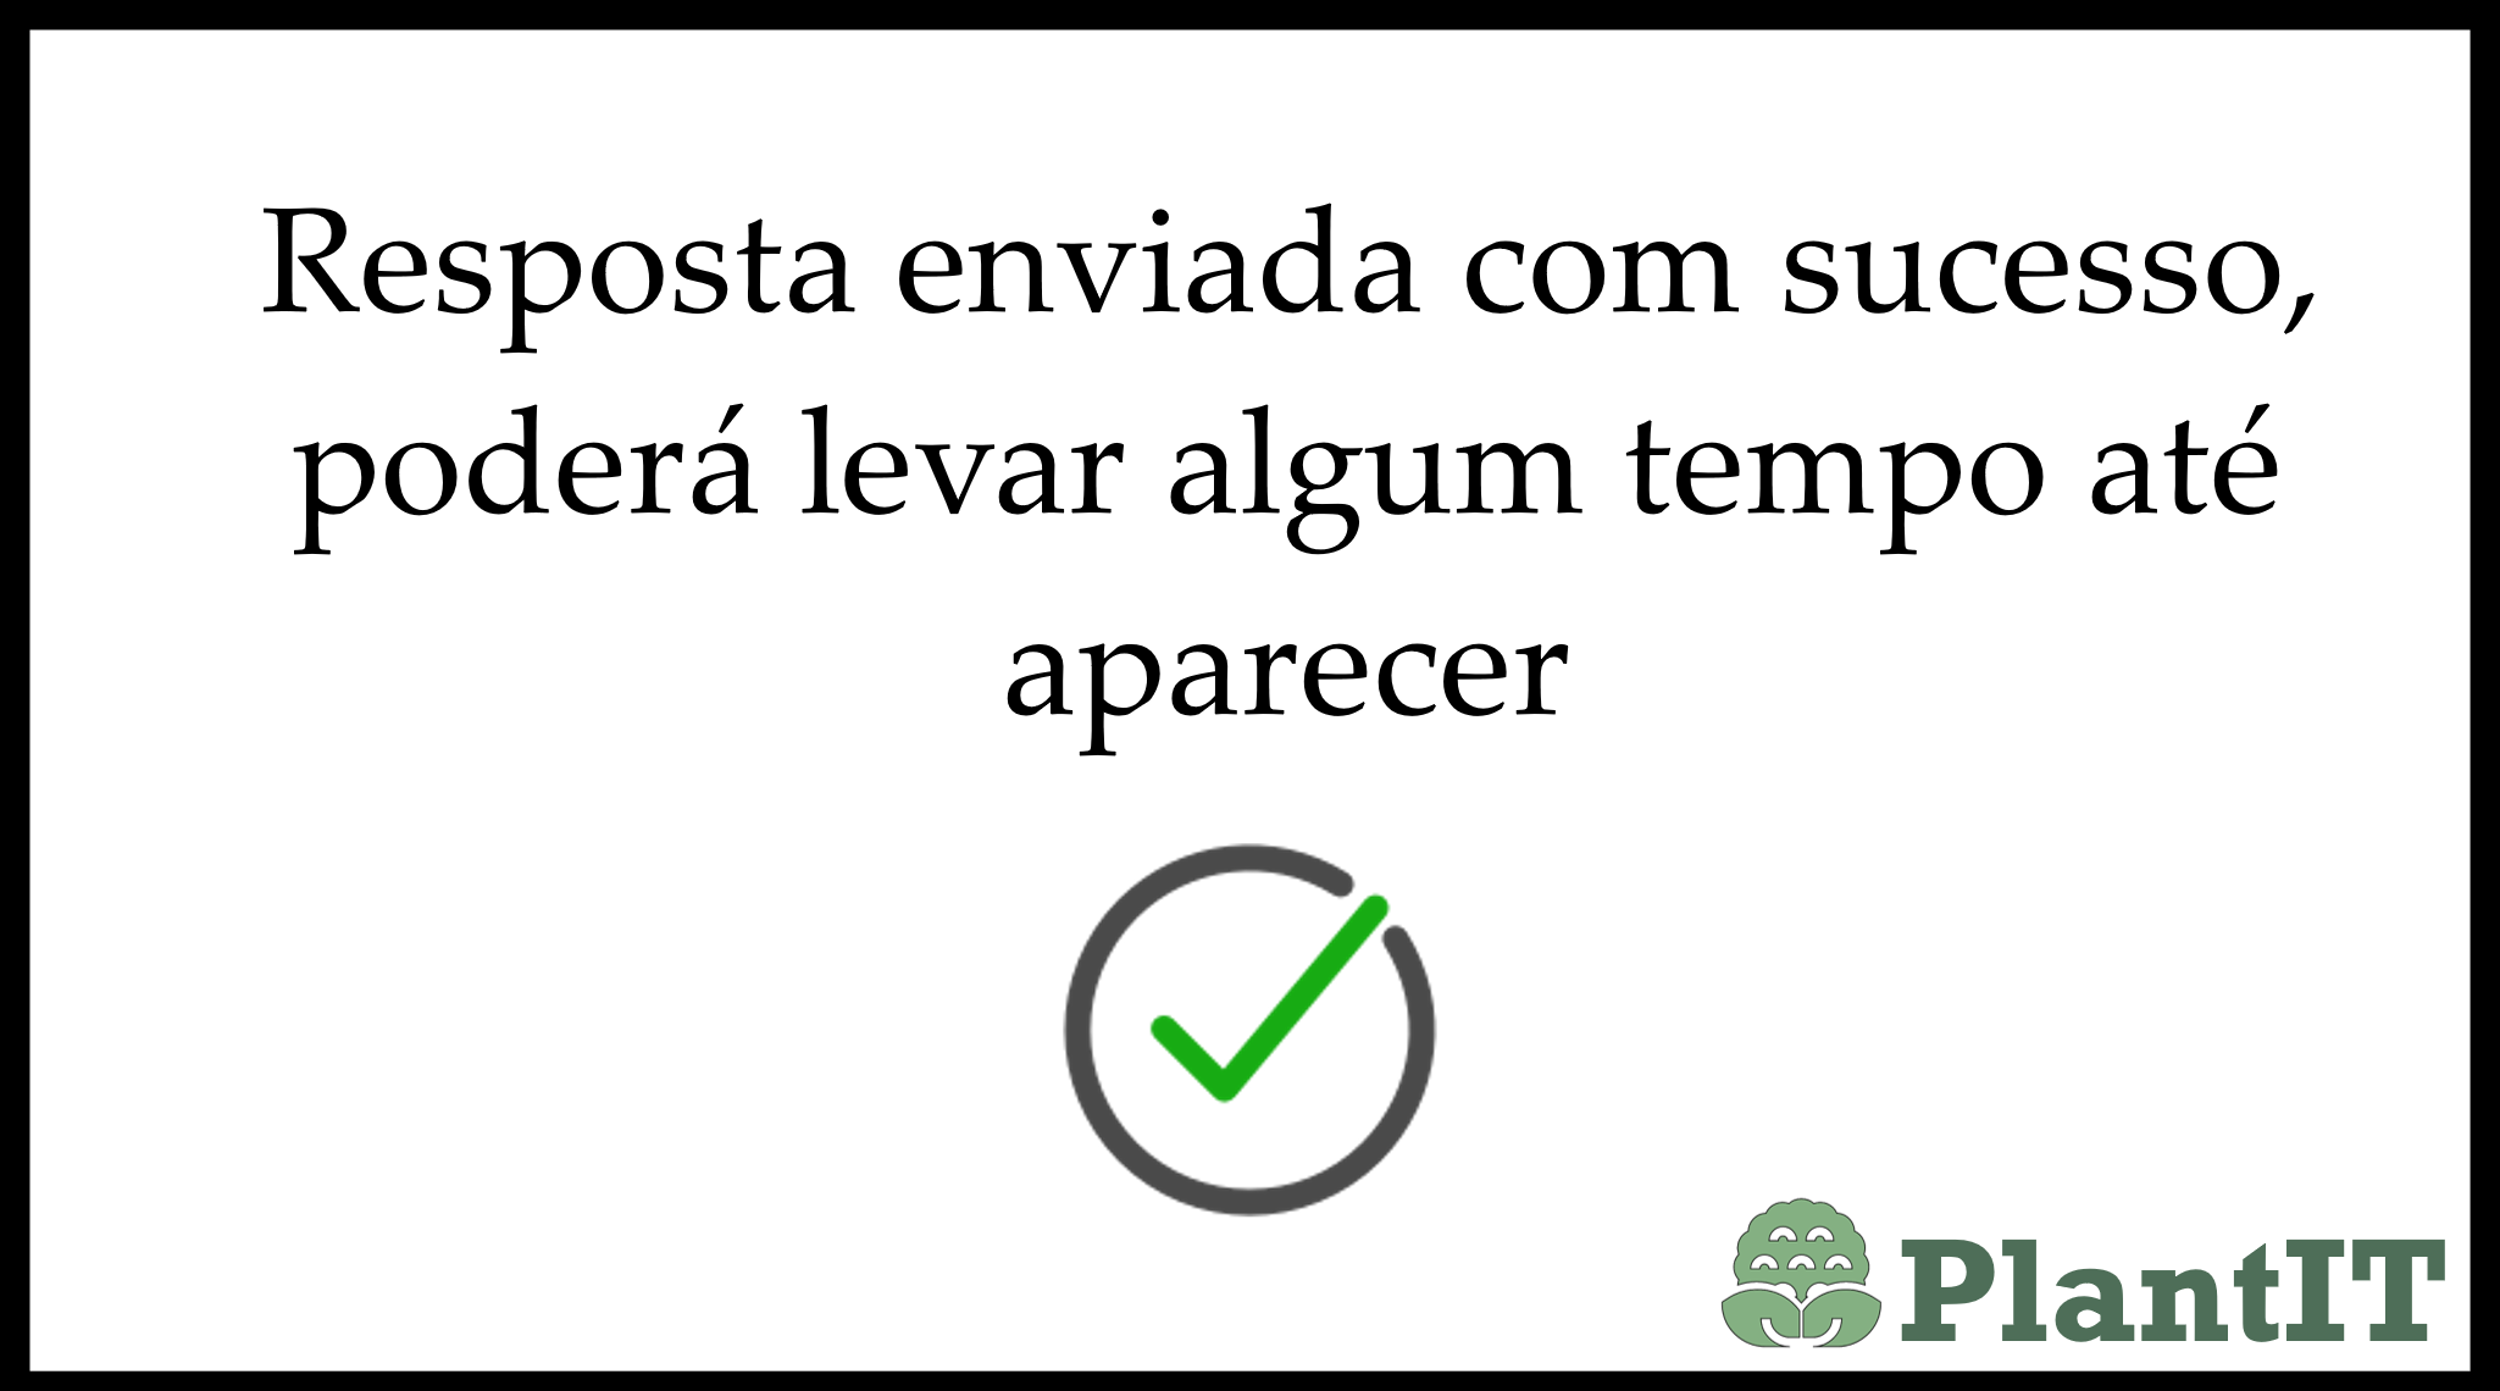 Resposta enviada com sucesso,
poderá levar algum tempo até
aparecer
PlantIT